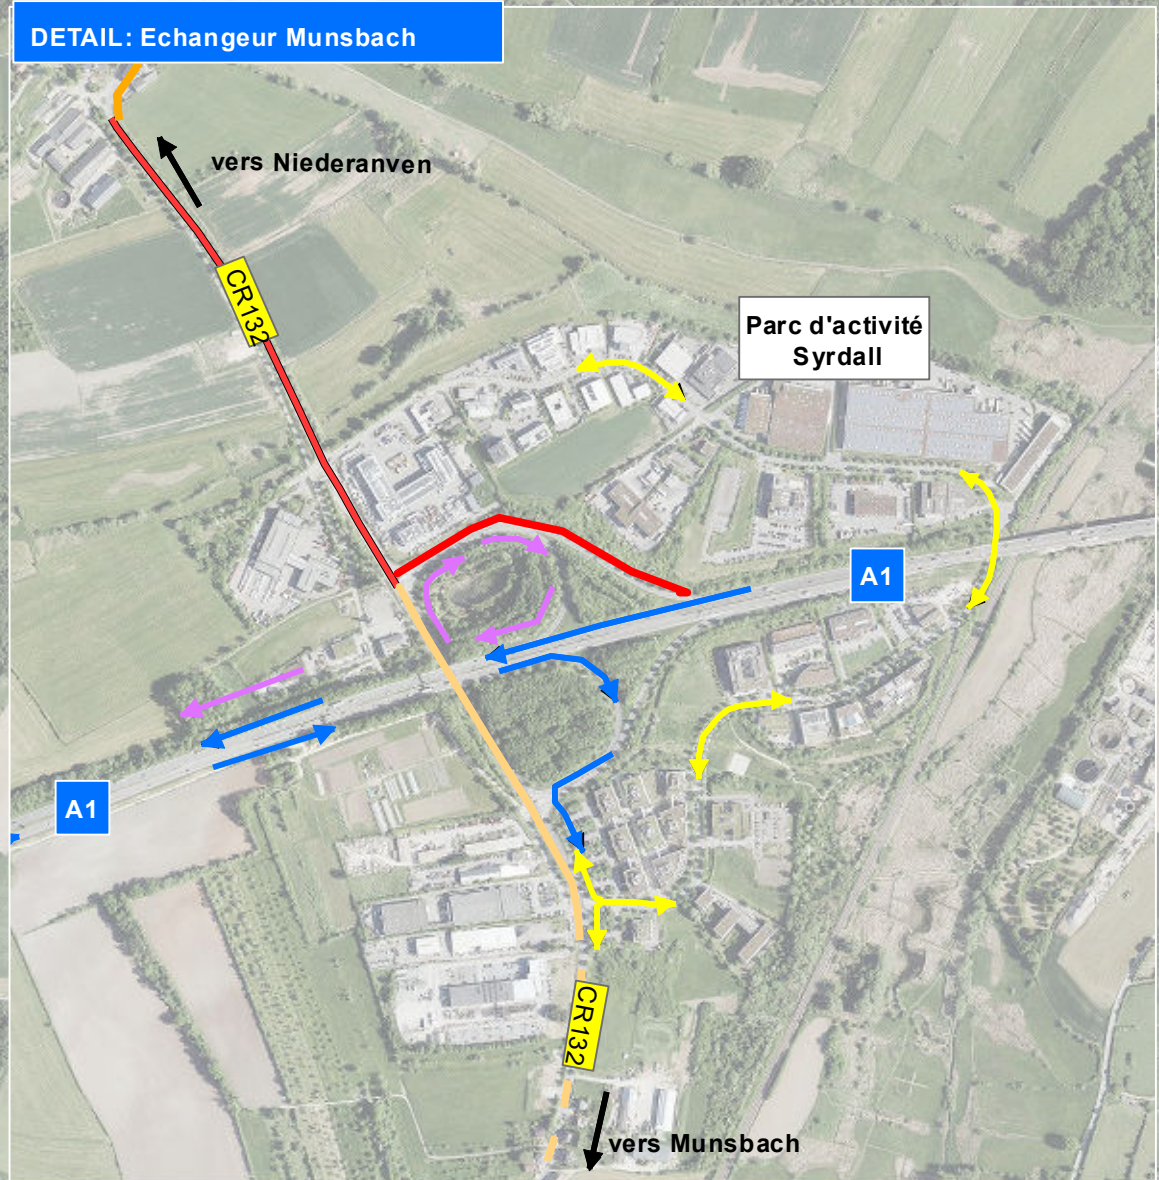 DETAIL: Echangeur Munsbach
vers Niederanven
CR132
Parc d'activité
Syrdall
A1
A1
CR132
vers Munsbach